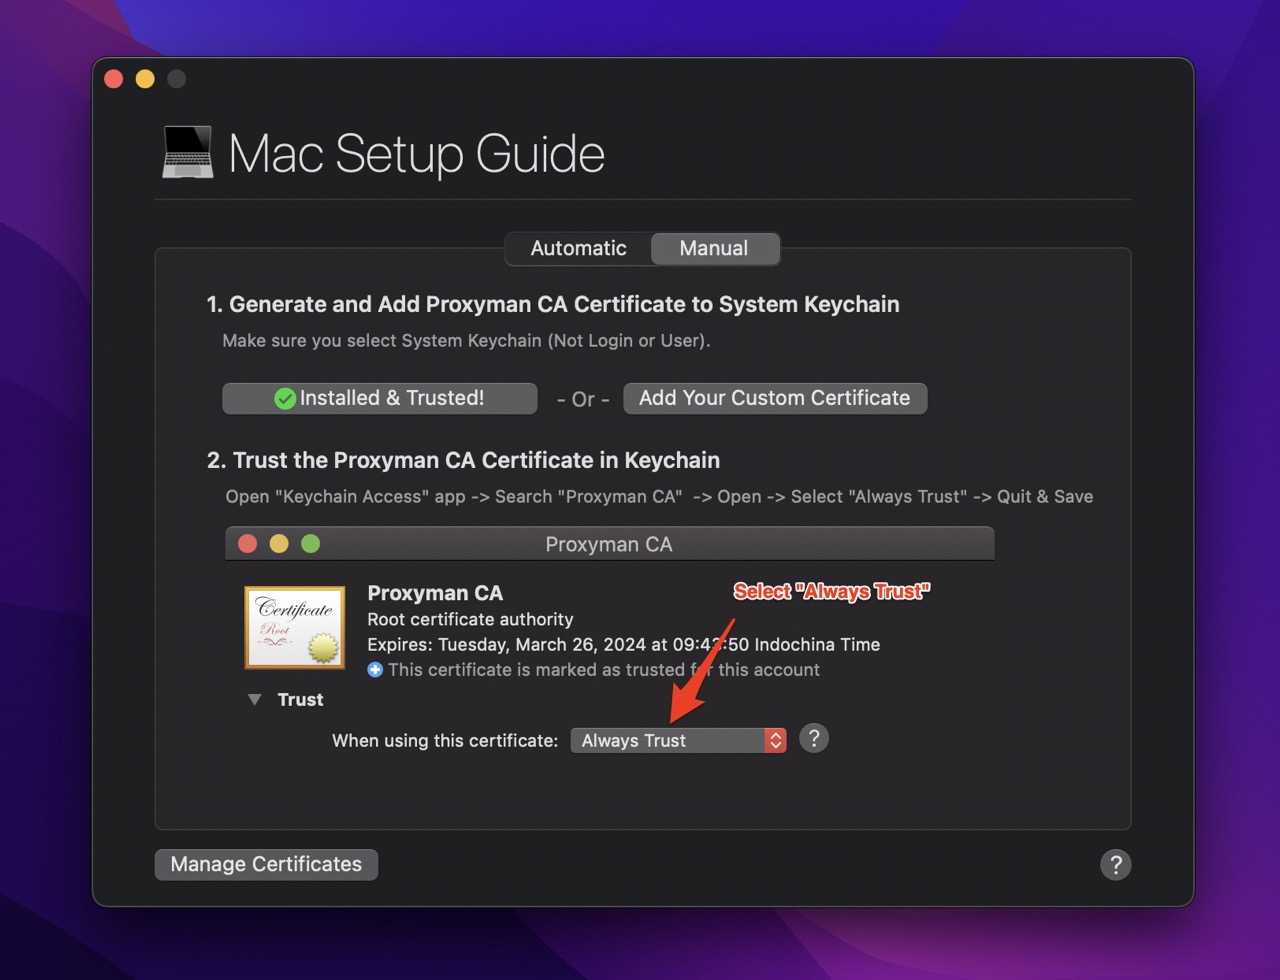 Mac Setup Guide
Automatic
Manual
1. Generate and Add Proxyman CA Certificate to System Keychain
Make sure you select System Keychain (Not Login or User).
Installed & Trusted!
- Or -
Add Your Custom Certificate
2. Trust the Proxyman CA Certificate in Keychain
Open "Keychain Access" app -> Search "Proxyman CA" -> Open -> Select "Always Trust" -> Quit & Save
Proxyman CA
Certificate
Root
Proxyman CA
Select "Always Trust"
Root certificate authority
Expires: Tuesday, March 26, 2024 at 09:43:50 Indochina Time
This certificate is marked as trusted for this account
Trust
When using this certificate:
Always Trust
?
Manage Certificates
?